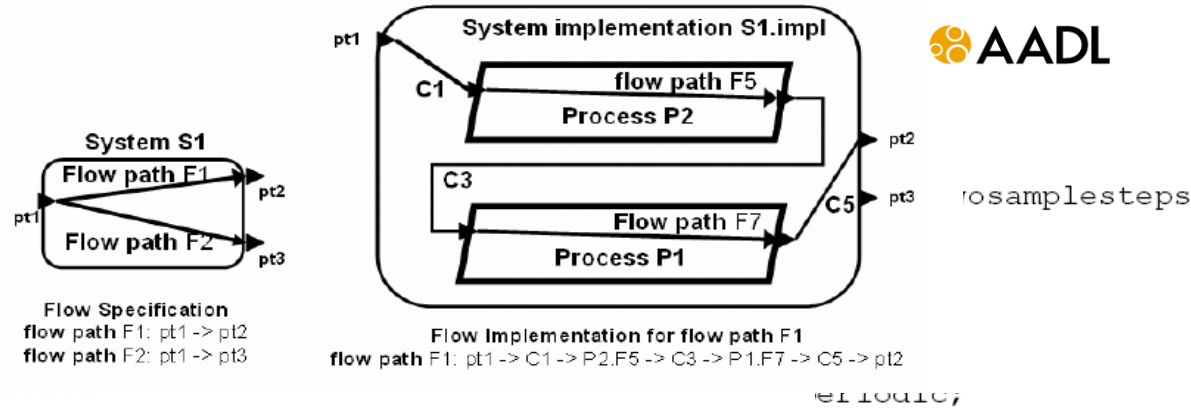 System S1
Flow path F1
Flow path F2
pt1
pt2
pt3
Flow Specification
flow path F1: pt1 -> pt2
flow path F2: pt1 -> pt3
System implementation S1.impl
pt1
C1
flow path F5
Process P2
C3
Flow path F7
Process P1
C5
pt2
pt3
Flow Implementation for flow path F1
flow path F1: pt1 -> C1 -> P2.F5 -> C3 -> P1.F7 -> C5 -> pt2
AADL
osamplesteps